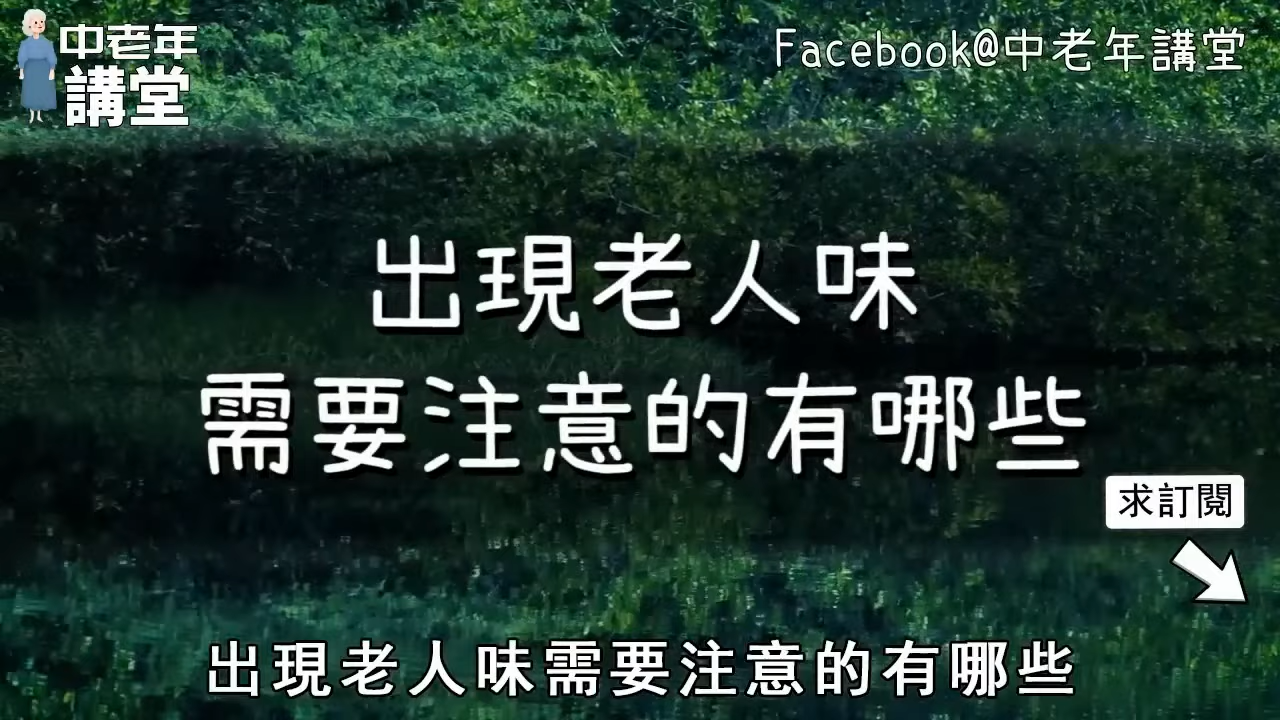 中老年
講堂
Facebook@中老年講堂
出現老人味
需要注意的有哪些
求訂閱
出現老人味需要注意的有哪些